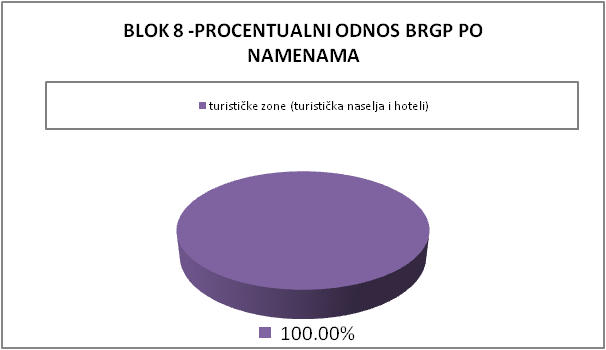 BLOK 8 -PROCENTUALNI ODNOS BRGP PO
NAMENAMA
turističke zone (turistička naselja i hoteli)
100.00%